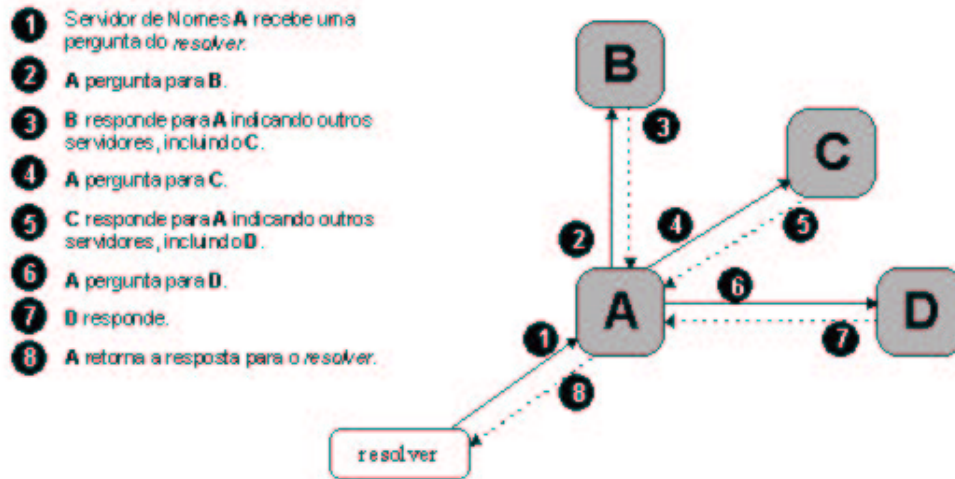 1 Servidor de Nomes A recebe uma
pergunta do resolver.
2 A pergunta para B.
3 B responde para A indicando outros
servidores, incluindo C.
4 A pergunta para C.
5 C responde para A indicando outros
servidores, incluindo D.
6 A pergunta para D.
7 D responde.
8 A retorna a resposta para o resolver.
B
3
C
2
4
5
A
6
D
7
1
8
resolver